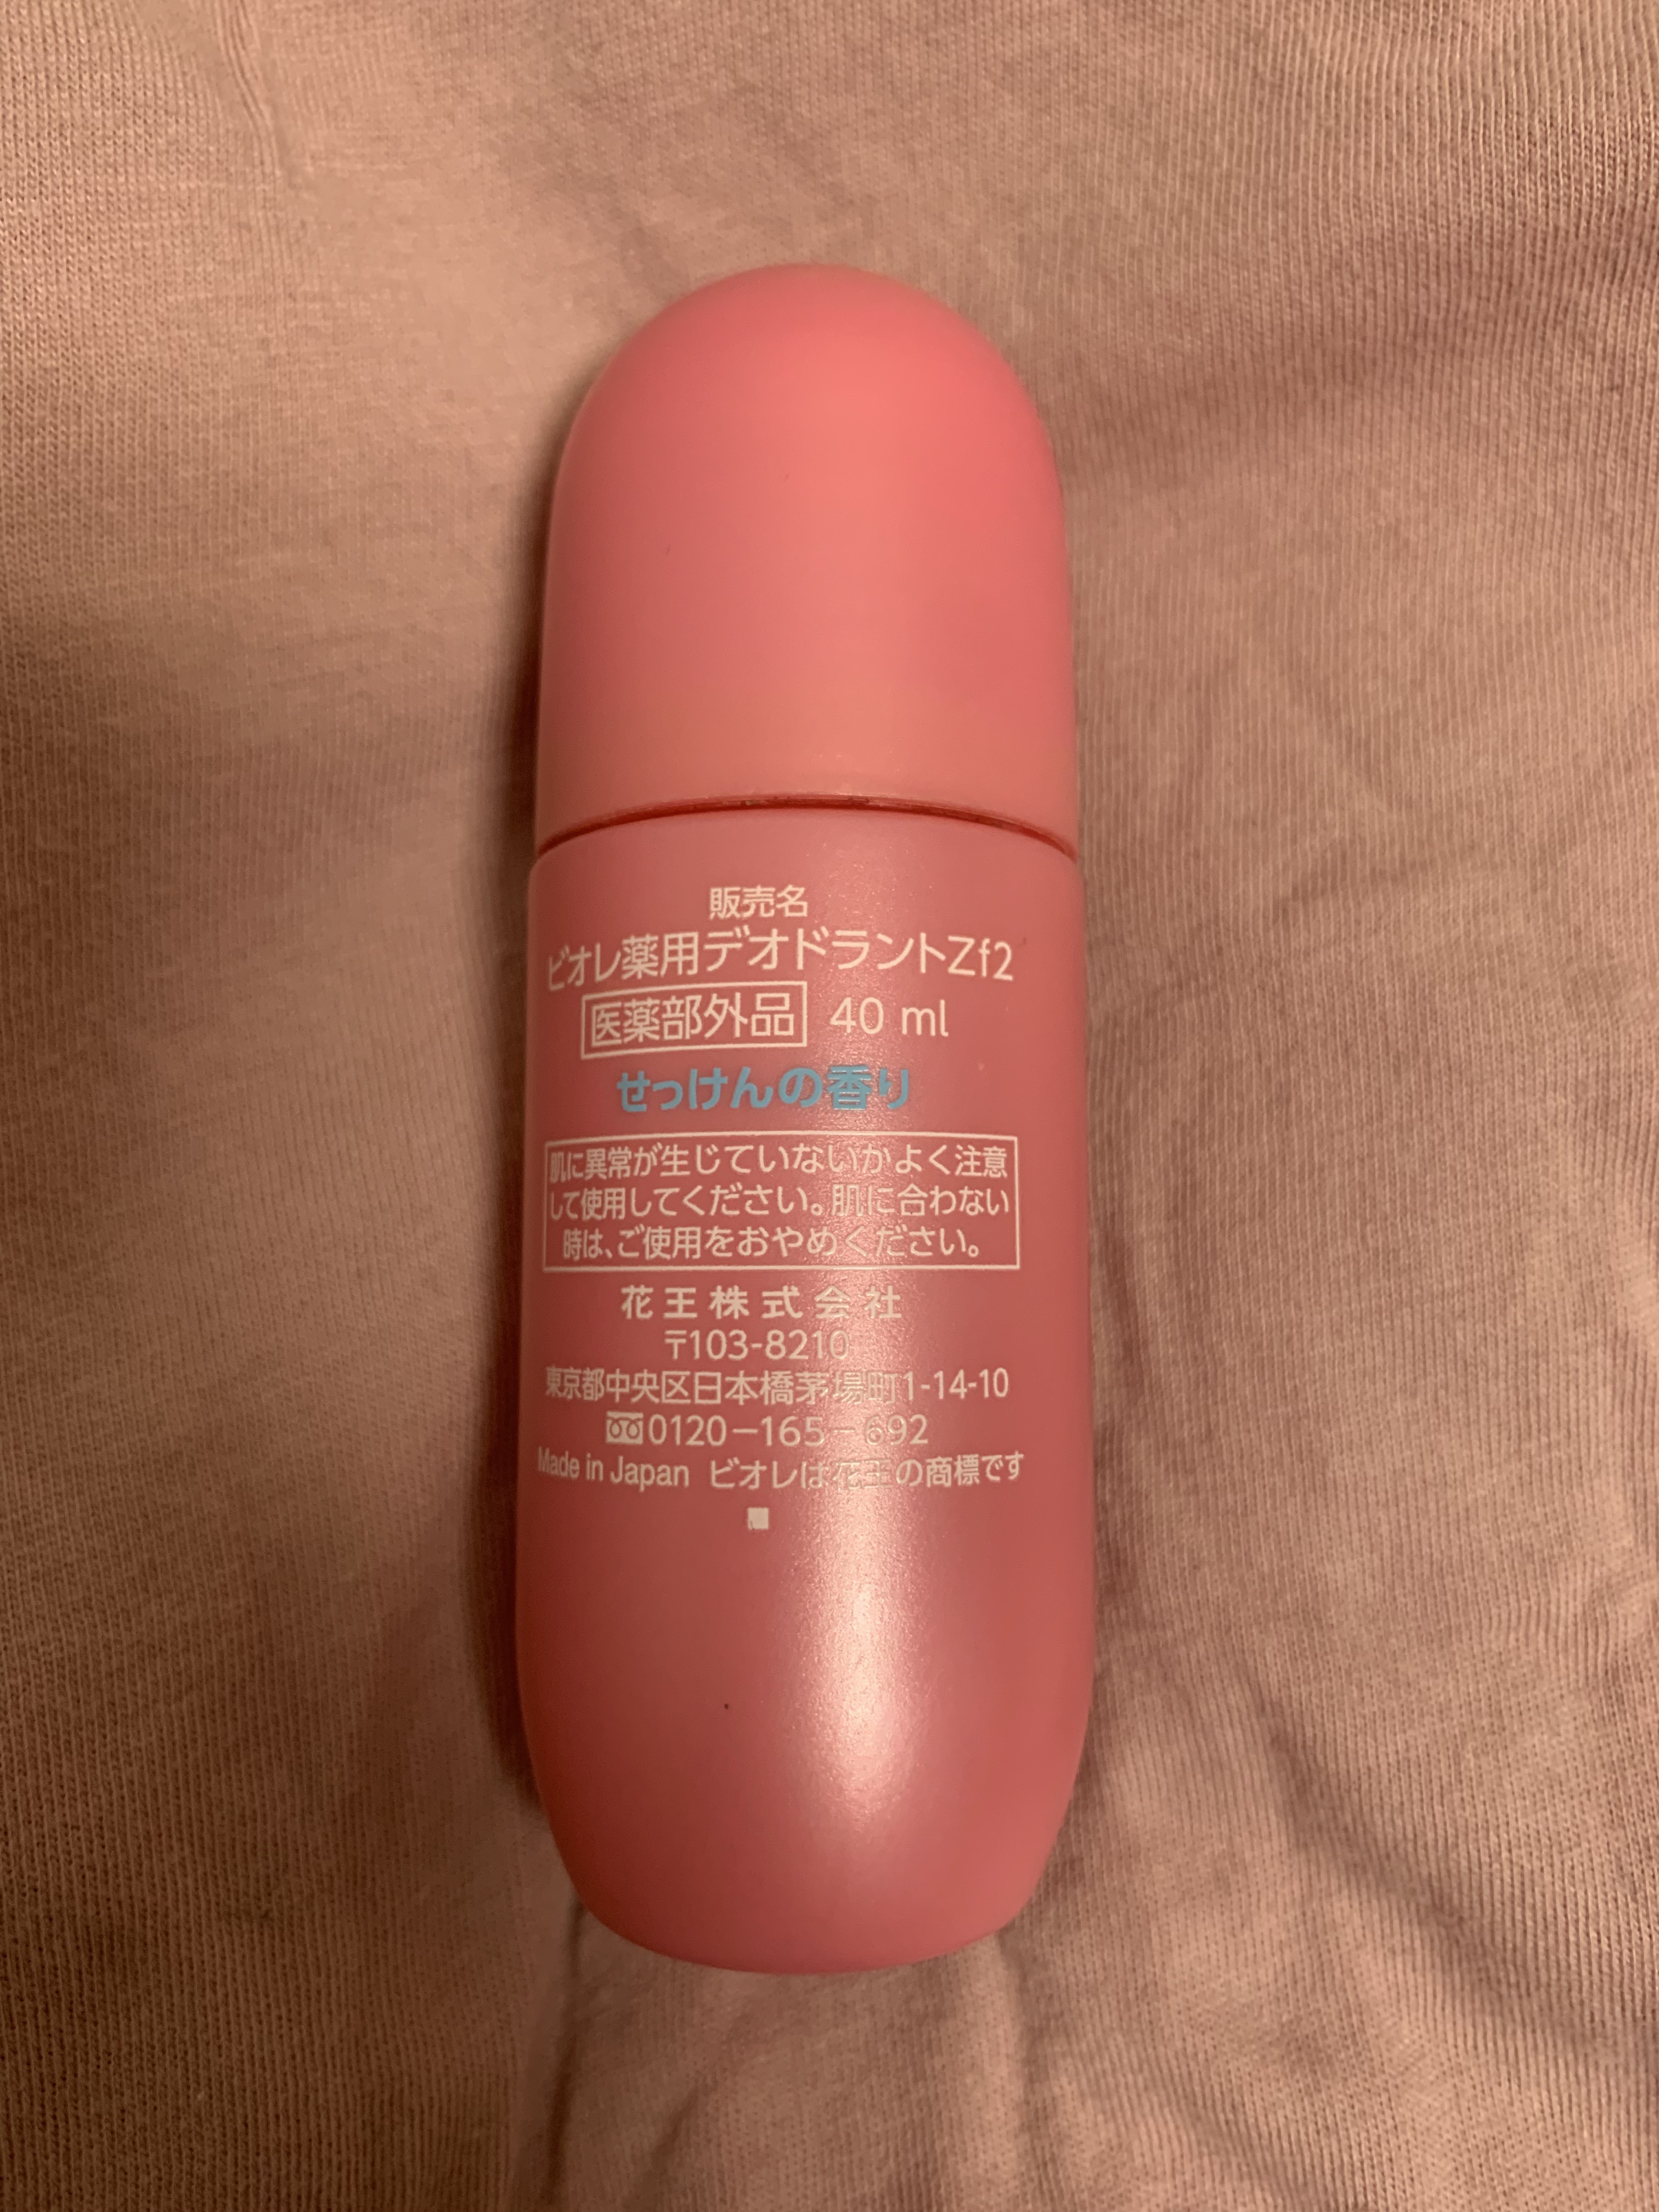 販売名
ビオレ薬用デオドラントZf2
医薬部外品 40 ml
せっけんの香り
肌に異常が生じていないかよく注意
して使用してください。肌に合わない
時は、ご使用をおやめください。
花王株式会社
〒103-8210
東京都中央区日本橋茅場町1-14-10
0120-165-692
Made in Japan ビオレは花王の商標です